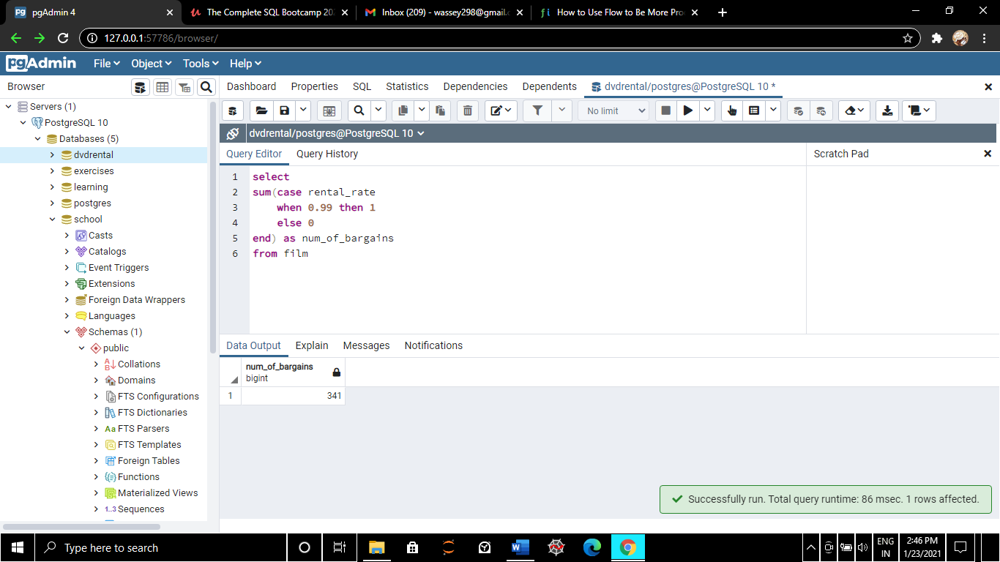 pgAdmin 4
The Complete SQL Bootcamp 202
Inbox (209) - wassey298@gmail.c
How to Use Flow to Be More Pro
127.0.0.1:57786/browser/
pgAdmin File Object Tools Help
Browser
Dashboard Properties SQL Statistics Dependencies Dependents dvdrental/postgres@PostgreSQL 10 *
No limit
dvdrental/postgres@PostgreSQL 10
Query Editor Query History
Scratch Pad
Servers (1)
PostgreSQL 10
Databases (5)
dvdrental
exercises
learning
postgres
school
Casts
Catalogs
Event Triggers
Extensions
Foreign Data Wrappers
Languages
Schemas (1)
public
Collations
Domains
FTS Configurations
FTS Dictionaries
Aa FTS Parsers
FTS Templates
Foreign Tables
Functions
Materialized Views
1..3 Sequences
1 select
2 sum(case rental_rate
3 when 0.99 then 1
4 else 0
5 end) as num_of_bargains
6 from film
Data Output Explain Messages Notifications
num_of_bargains
bigint
1 341
Successfully run. Total query runtime: 86 msec. 1 rows affected.
Type here to search
ENG
IN
2:46 PM
1/23/2021